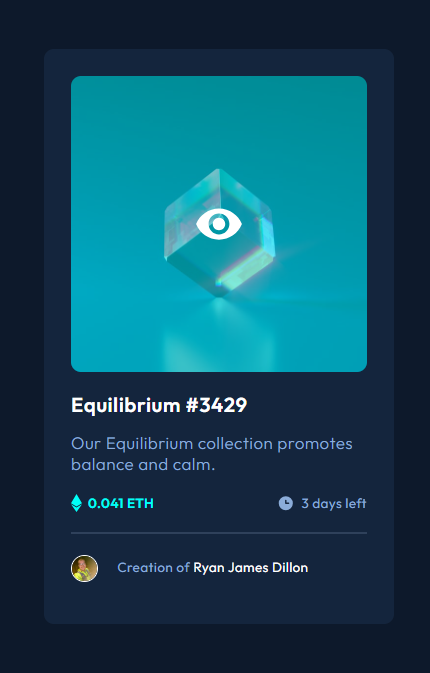 Equilibrium #3429
Our Equilibrium collection promotes
balance and calm.
0.041 ETH
3 days left
Creation of Ryan James Dillon